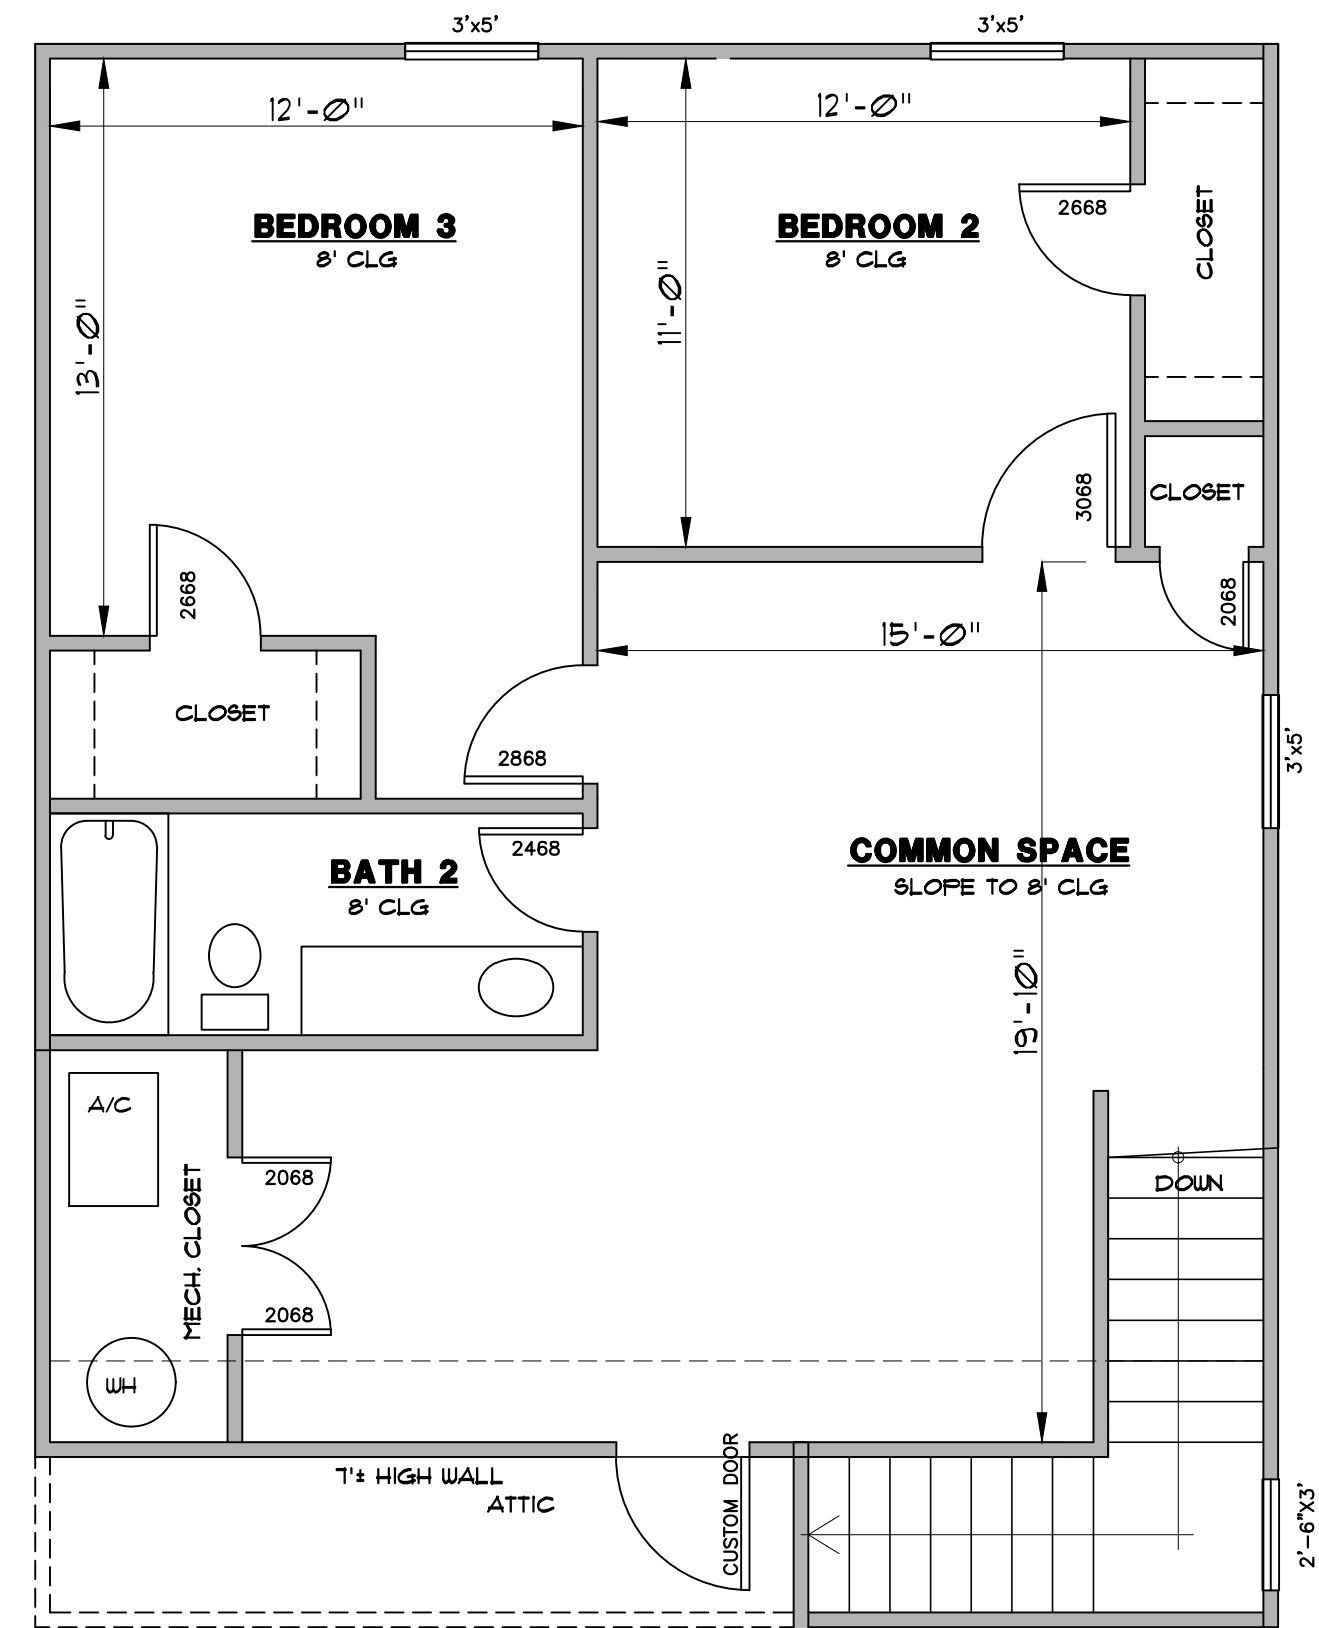 3'x5'
3'x5'
12'-0"
12'-0"
BEDROOM 3
8' CLG
BEDROOM 2
8' CLG
2668
CLOSET
13'-0"
11'-0"
3068
CLOSET
2668
2068
15'-0"
CLOSET
2868
3'x5'
2468
BATH 2
8' CLG
COMMON SPACE
SLOPE TO 8' CLG
19'-10"
A/C
MECH. CLOSET
2068
DOWN
2068
WH
7'± HIGH WALL
ATTIC
CUSTOM DOOR
2'-6"X3'